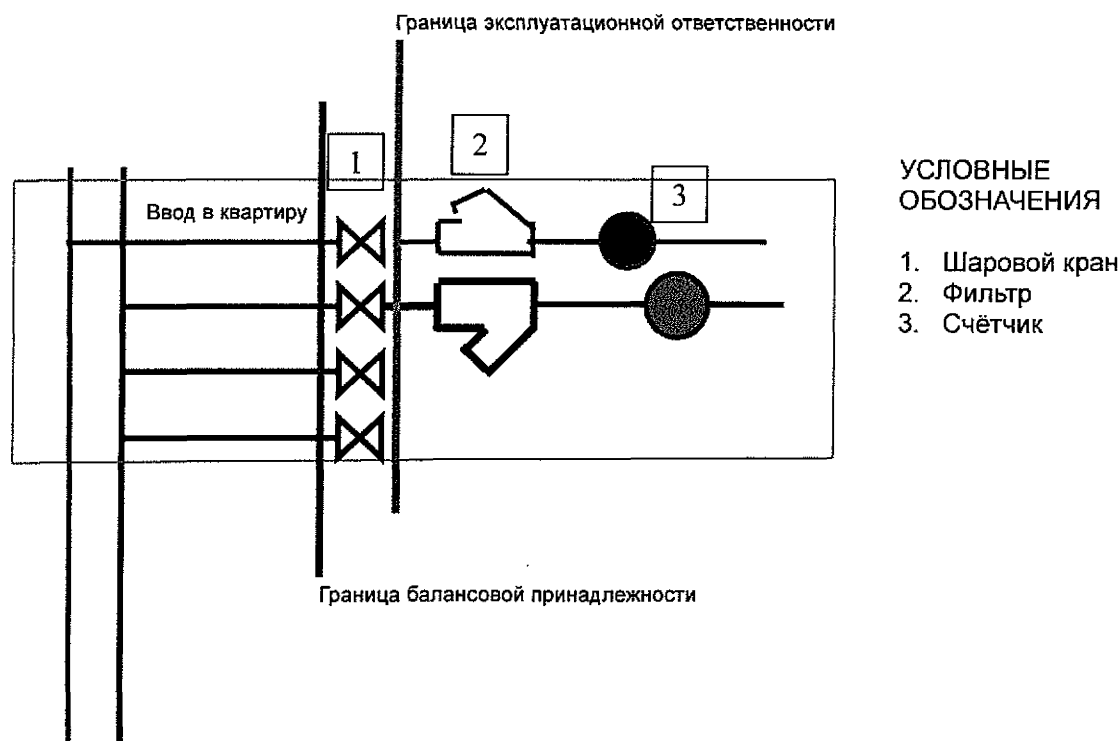 Граница эксплуатационной ответственности
1
2
3
Ввод в квартиру
УСЛОВНЫЕ
ОБОЗНАЧЕНИЯ
1. Шаровой кран
2. Фильтр
3. Счётчик
Граница балансовой принадлежности